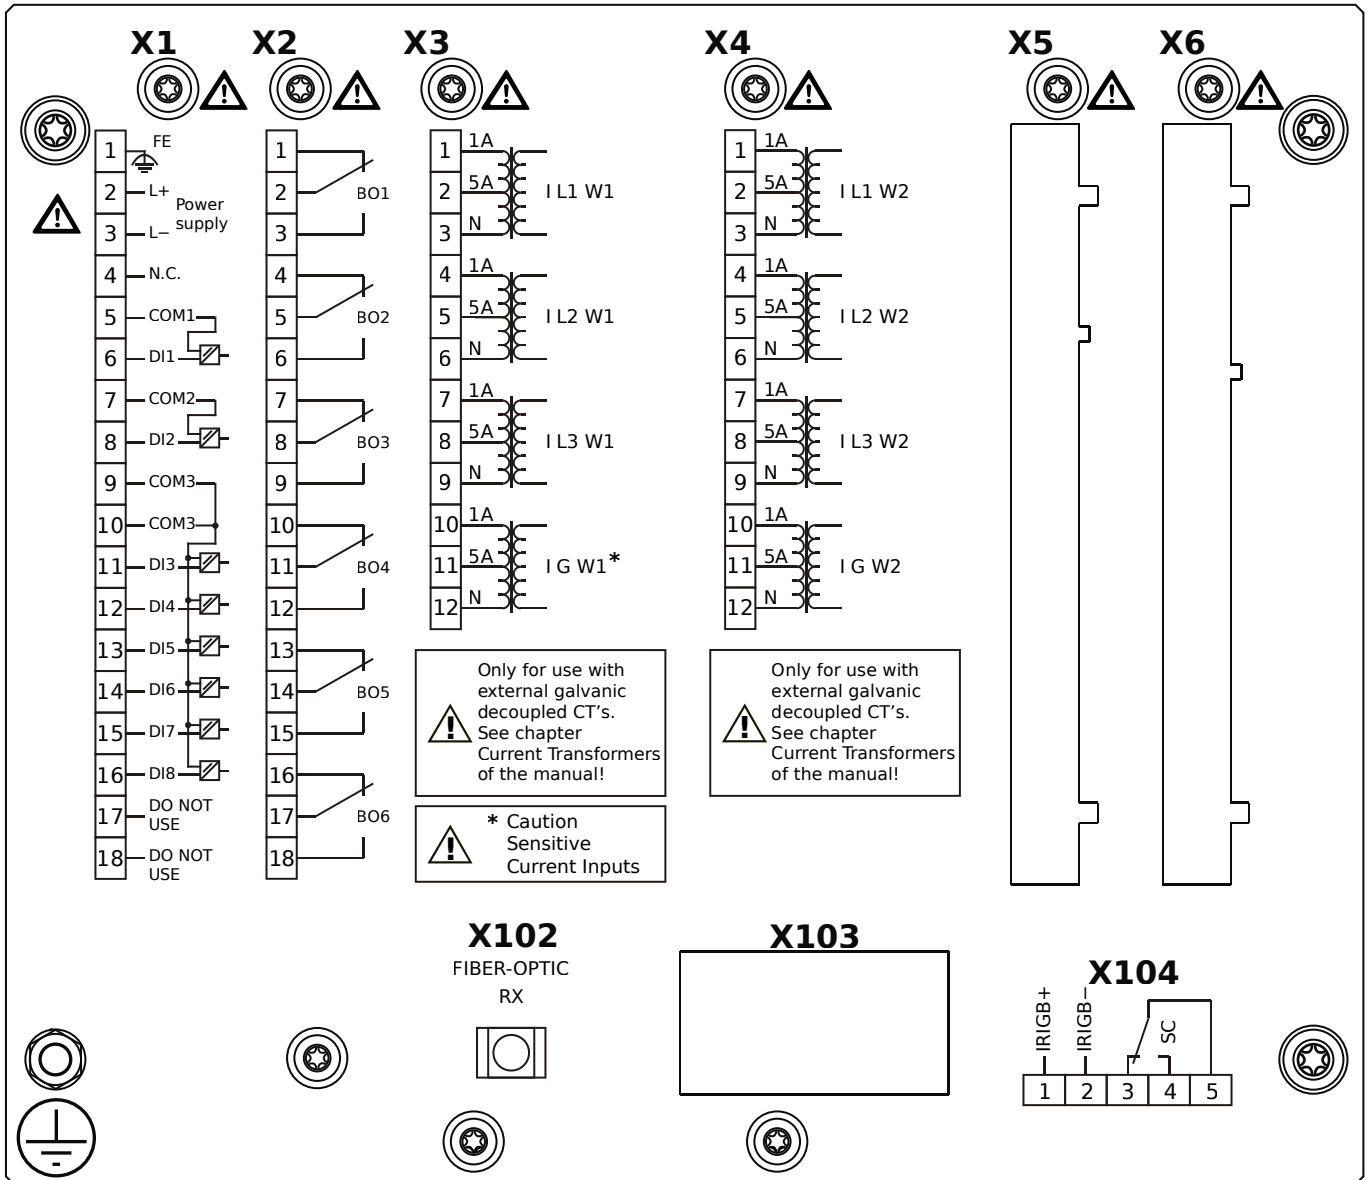 X1 X2 X3 X4 X5 X6
1 FE
2 L+
Power
supply
3 L−
4 N.C.
5 COM1
6 DI1
7 COM2
8 DI2
9 COM3
10 COM3
11 DI3
12 DI4
13 DI5
14 DI6
15 DI7
16 DI8
17 DO NOT
USE
18 DO NOT
USE
1
2 BO1
3
4
5 BO2
6
7
8 BO3
9
10
11 BO4
12
13
14 BO5
15
16
17 BO6
18
1 1A
2 5A I L1 W1
3 N
4 1A
5 5A I L2 W1
6 N
7 1A
8 5A I L3 W1
9 N
10 1A
11 5A I G W1*
12 N
Only for use with
external galvanic
decoupled CT's.
See chapter
Current Transformers
of the manual!
* Caution
Sensitive
Current Inputs
1 1A
2 5A I L1 W2
3 N
4 1A
5 5A I L2 W2
6 N
7 1A
8 5A I L3 W2
9 N
10 1A
11 5A I G W2
12 N
Only for use with
external galvanic
decoupled CT's.
See chapter
Current Transformers
of the manual!
X102
FIBER-OPTIC
RX
X103
X104
IRIGB+
IRIGB−
SC
1 2 3 4 5